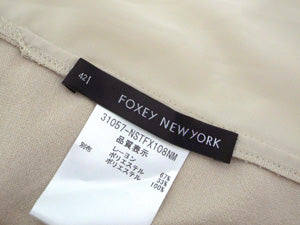 421
FOXEY NEW YORK
31057-NSTFX108NM
品質表示
レーヨン 67%
ポリエステル 33%
別布 ポリエステル 100%